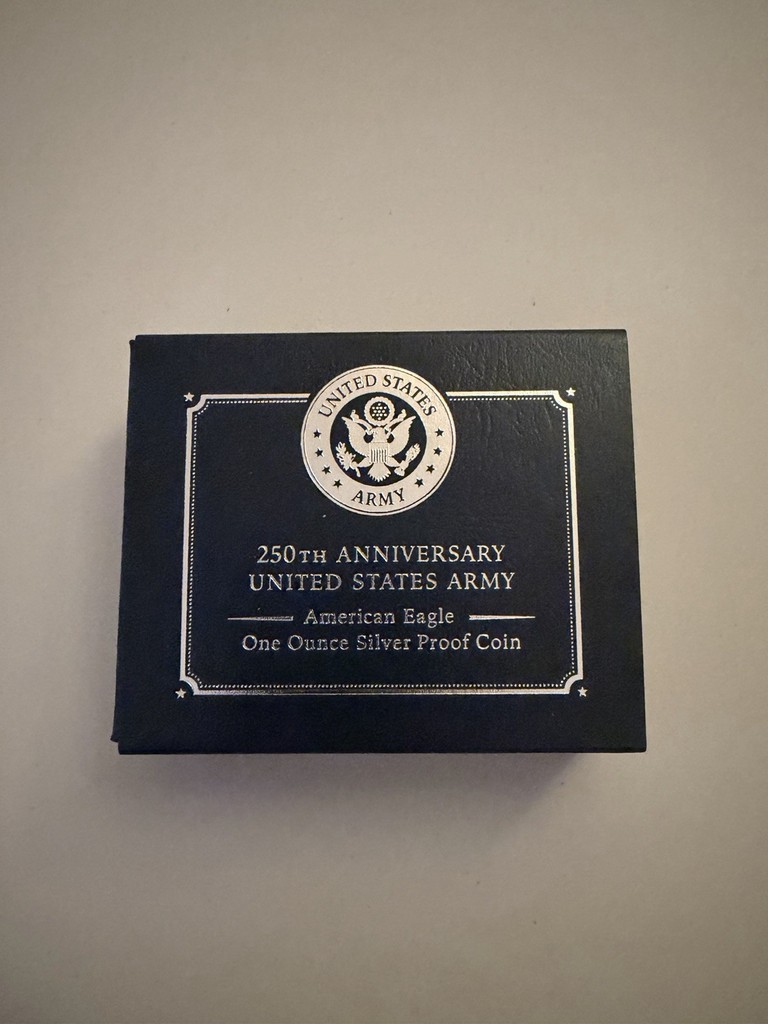 UNITED STATES
ARMY
250TH ANNIVERSARY
UNITED STATES ARMY
American Eagle
One Ounce Silver Proof Coin